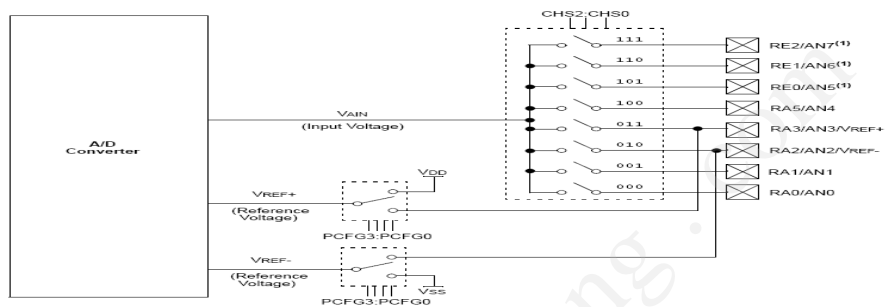 CHS2:CHS0
111
RE2/AN7(1)
110
RE1/AN6(1)
101
RE0/AN5(1)
100
RA5/AN4
VAIN
(Input Voltage)
011
RA3/AN3/VREF+
010
RA2/AN2/VREF-
A/D
Converter
001
RA1/AN1
000
RA0/AN0
VDD
VREF+
(Reference
Voltage)
PCFG3:PCFG0
VREF-
(Reference
Voltage)
VSS
PCFG3:PCFG0